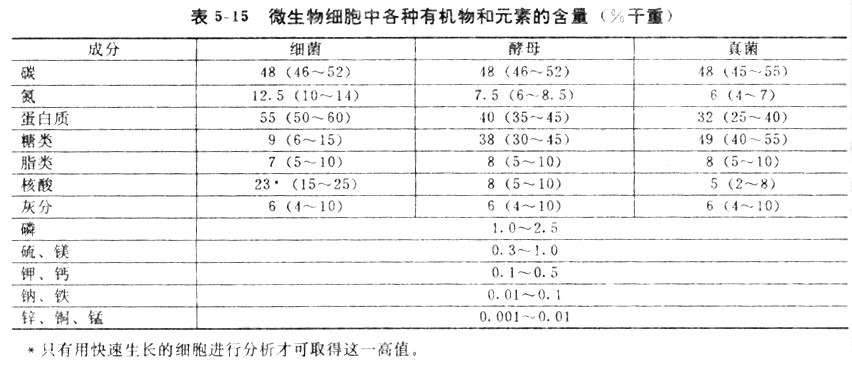 表 5-15 微生物细胞中各种有机物和元素的含量（％干重）
成分 细菌 酵母 真菌
碳 48 (46～52) 48 (46～52) 48 (45～55)
氮 12.5 (10～14) 7.5 (6～8.5) 6 (4～7)
蛋白质 55 (50～60) 40 (35～45) 32 (25～40)
糖类 9 (6～15) 38 (30～45) 49 (40～55)
脂类 7 (5～10) 8 (5～10) 8 (5～10)
核酸 23* (15～25) 8 (5～10) 5 (2～8)
灰分 6 (4～10) 6 (4～10) 6 (4～10)
磷 1.0～2.5
硫、镁 0.3～1.0
钾、钙 0.1～0.5
钠、铁 0.01～0.1
锌、铜、锰 0.001～0.01
* 只有用快速生长的细胞进行分析才可取得这一高值。